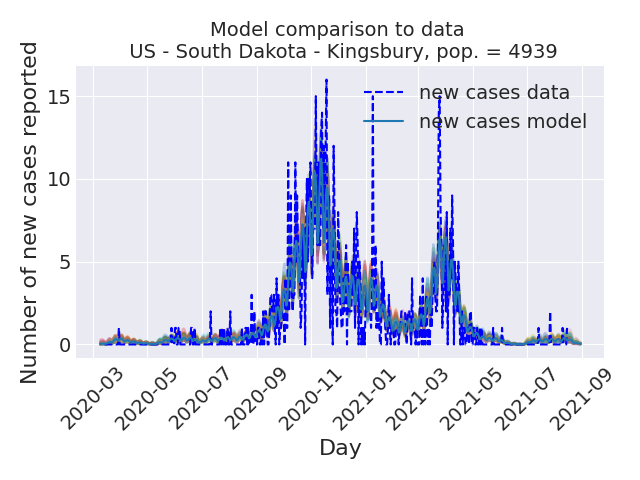 Model comparison to data
US - South Dakota - Kingsbury, pop. = 4939
Number of new cases reported
15
10
5
0
new cases data
new cases model
2020-03
2020-05
2020-07
2020-09
2020-11
2021-01
2021-03
2021-05
2021-07
2021-09
Day